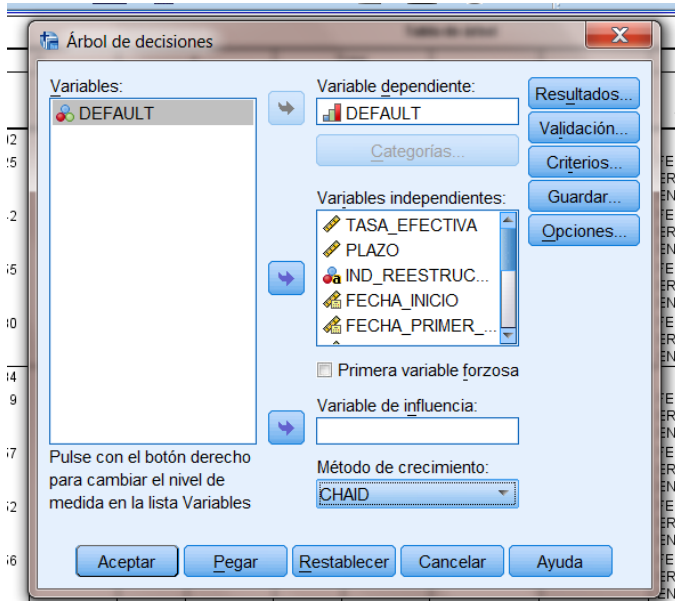 Árbol de decisiones
Variables:
DEFAULT
Variable dependiente:
DEFAULT
Categorías...
Variables independientes:
TASA_EFECTIVA
PLAZO
IND_REESTRUC...
FECHA_INICIO
FECHA_PRIMER_...
Primera variable forzosa
Variable de influencia:
Método de crecimiento:
CHAID
Pulse con el botón derecho
para cambiar el nivel de
medida en la lista Variables
Resultados...
Validación...
Criterios...
Guardar...
Opciones...
Aceptar
Pegar
Restablecer
Cancelar
Ayuda